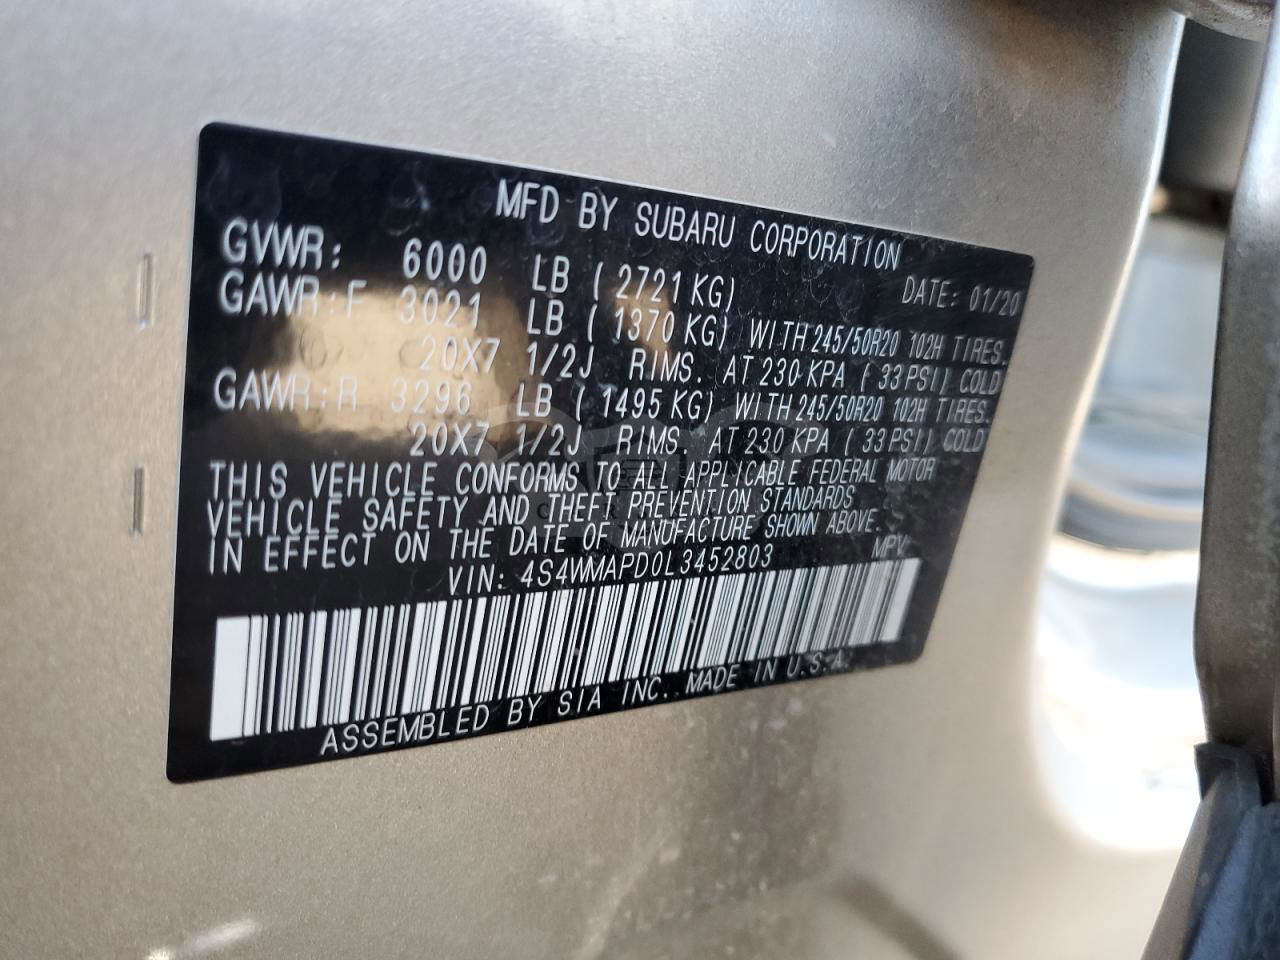 MFD BY SUBARU CORPORATION
GVWR: 6000 LB ( 2721 KG) DATE: 01/20
GAWR:F 3021 LB ( 1370 KG) WITH 245/50R20 102H TIRES.
20X7 1/2J RIMS. AT 230 KPA ( 33 PSI) COLD
GAWR:R 3296 LB ( 1495 KG) WITH 245/50R20 102H TIRES.
20X7 1/2J RIMS. AT 230 KPA ( 33 PSI) COLD
THIS VEHICLE CONFORMS TO ALL APPLICABLE FEDERAL MOTOR
VEHICLE SAFETY AND THEFT PREVENTION STANDARDS
IN EFFECT ON THE DATE OF MANUFACTURE SHOWN ABOVE.
VIN: 4S4WMAPD0L3452803 MPV
ASSEMBLED BY SIA INC. MADE IN U.S.A.